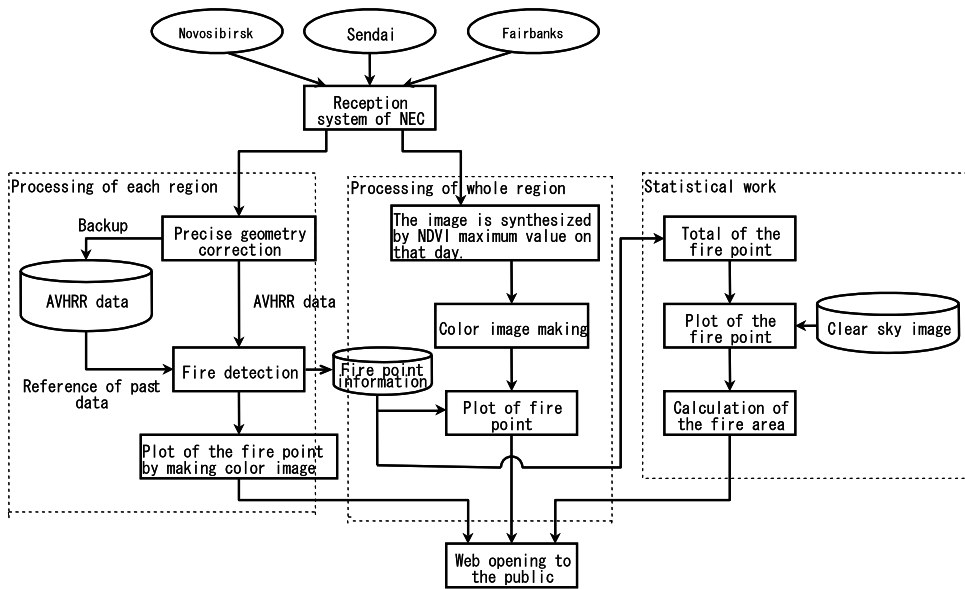 Novosibirsk
Sendai
Fairbanks
Reception
system of NEC
Processing of each region
Backup
Precise geometry
correction
AVHRR data
AVHRR data
Reference of past
data
Fire detection
Fire point
information
Plot of the fire point
by making color image
Processing of whole region
The image is synthesized
by NDVI maximum value on
that day.
Color image making
Plot of fire
point
Statistical work
Total of the
fire point
Plot of the
fire point
Clear sky image
Calculation of
the fire area
Web opening to
the public